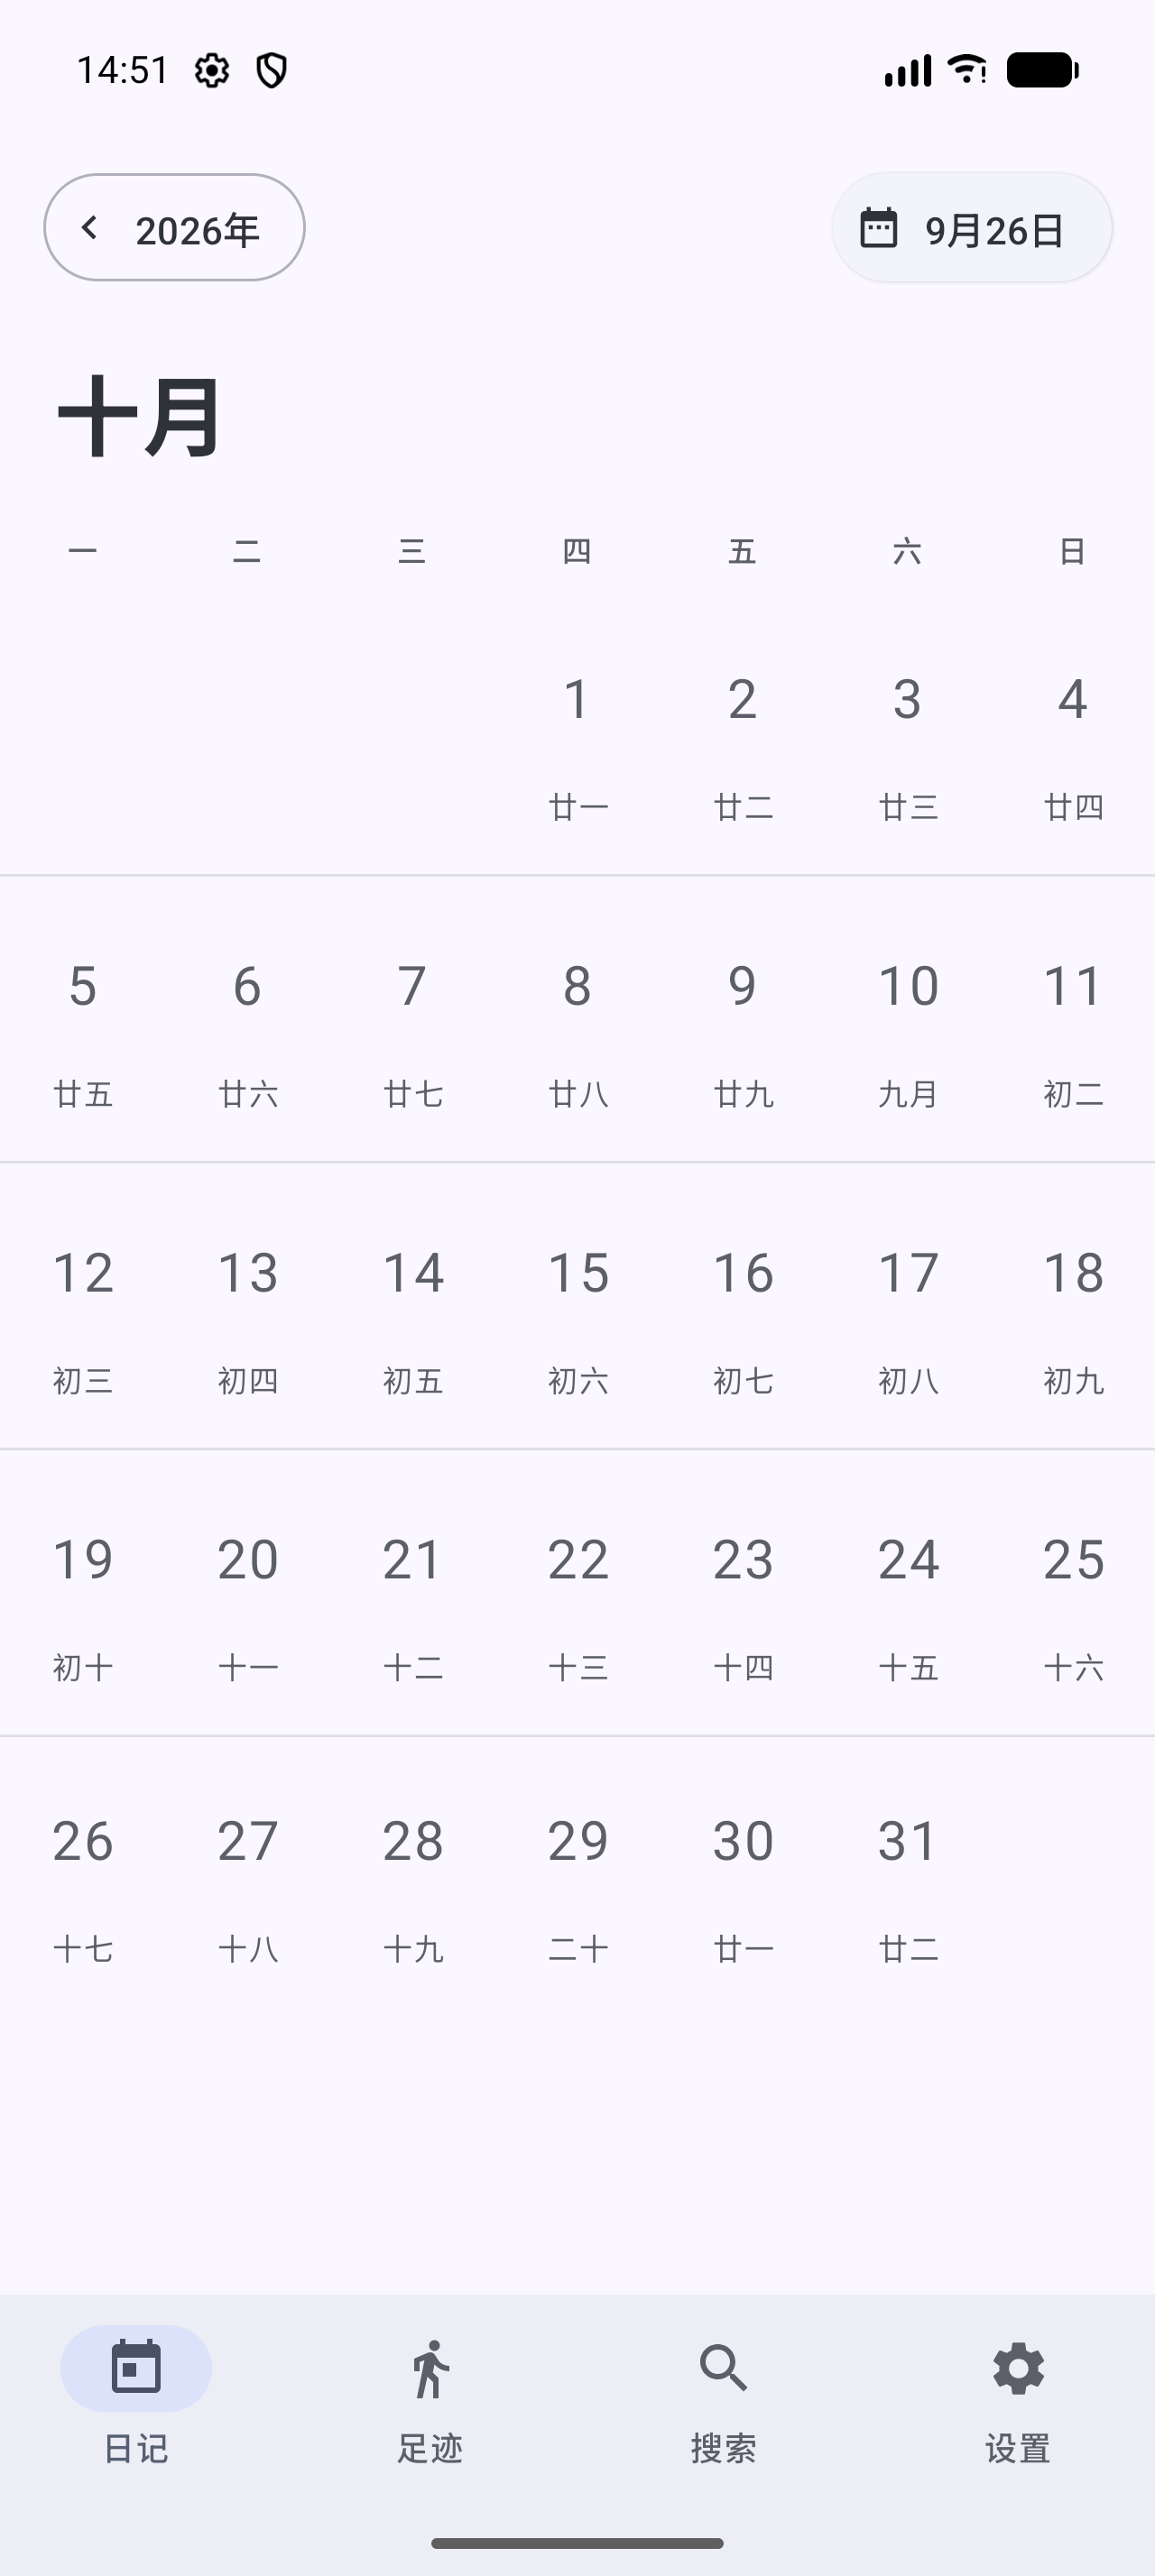 14:51
2026年 9月26日
十月
一 二 三 四 五 六 日
1 2 3 4
廿一 廿二 廿三 廿四
5 6 7 8 9 10 11
廿五 廿六 廿七 廿八 廿九 九月 初二
12 13 14 15 16 17 18
初三 初四 初五 初六 初七 初八 初九
19 20 21 22 23 24 25
初十 十一 十二 十三 十四 十五 十六
26 27 28 29 30 31
十七 十八 十九 二十 廿一 廿二
日记 足迹 搜索 设置